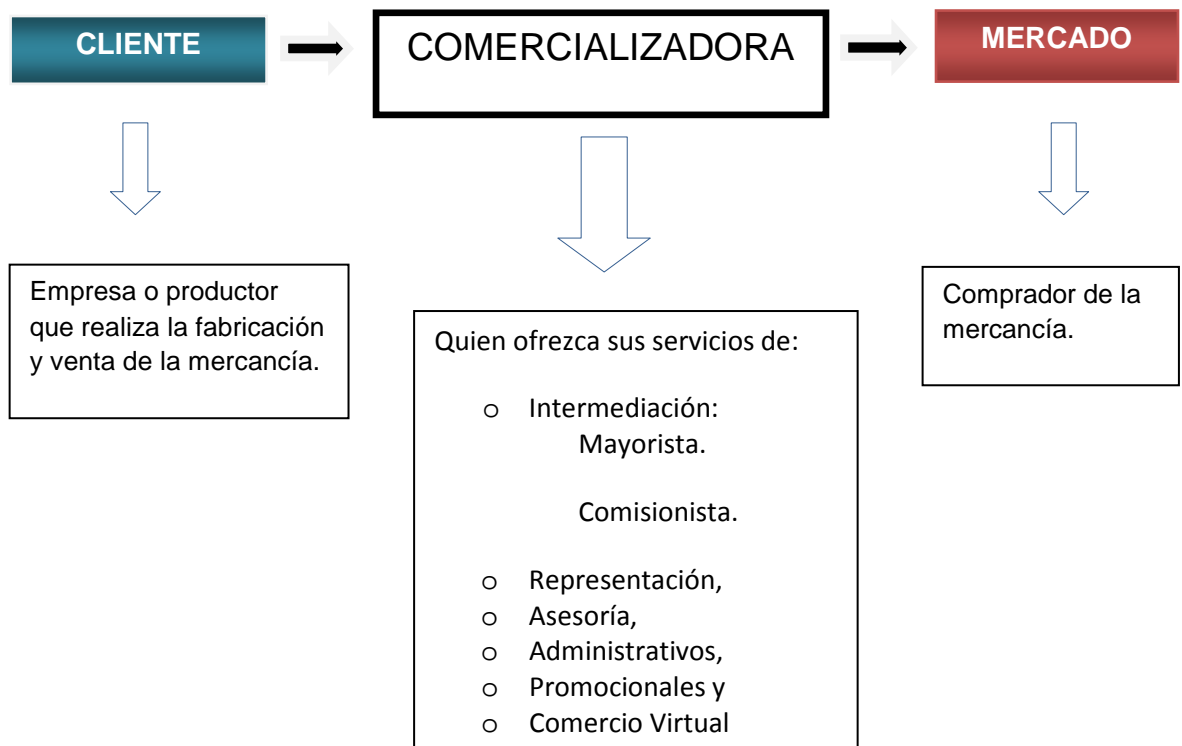 CLIENTE
COMERCIALIZADORA
MERCADO
Empresa o productor
que realiza la fabricación
y venta de la mercancía.
Quien ofrezca sus servicios de:
o Intermediación:
Mayorista.
Comisionista.
o Representación,
o Asesoría,
o Administrativos,
o Promocionales y
o Comercio Virtual
Comprador de la
mercancía.